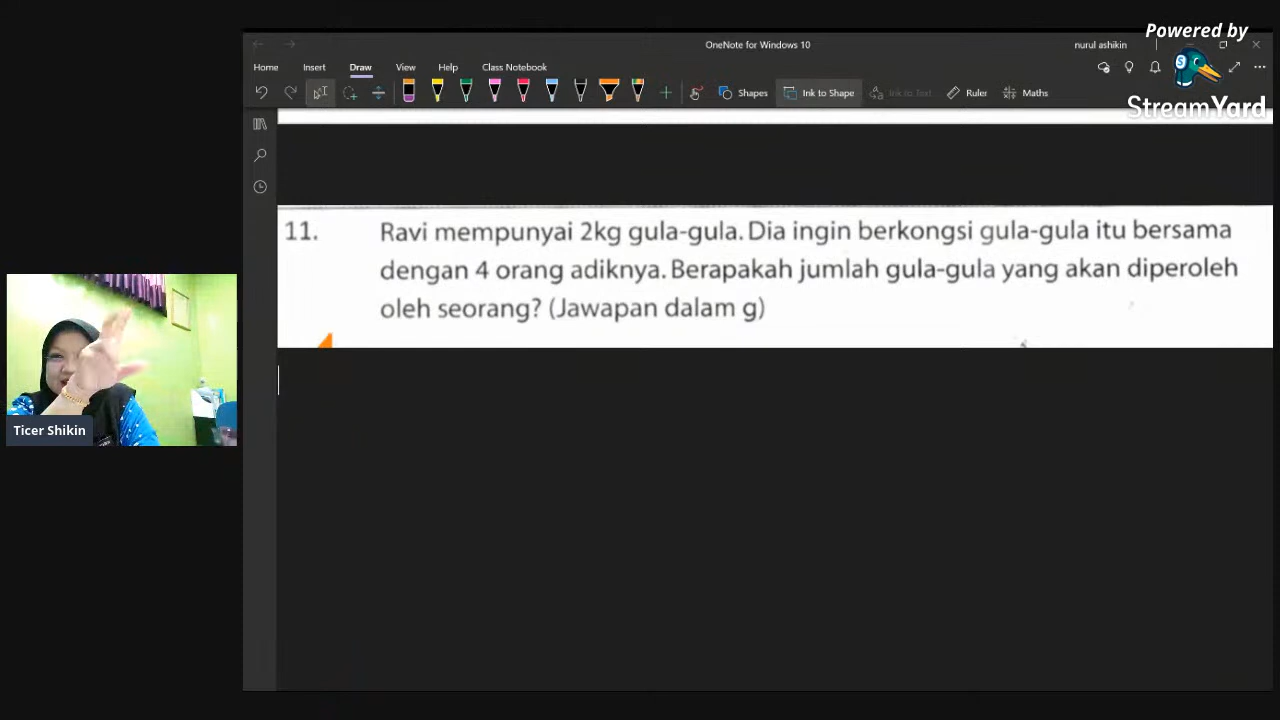 Powered by
StreamYard
OneNote for Windows 10
nurul ashikin
Home Insert Draw View Help Class Notebook
Shapes Ink to Shape Ink to Text Ruler Maths
11. Ravi mempunyai 2kg gula-gula. Dia ingin berkongsi gula-gula itu bersama
dengan 4 orang adiknya. Berapakah jumlah gula-gula yang akan diperoleh
oleh seorang? (Jawapan dalam g)
Ticer Shikin